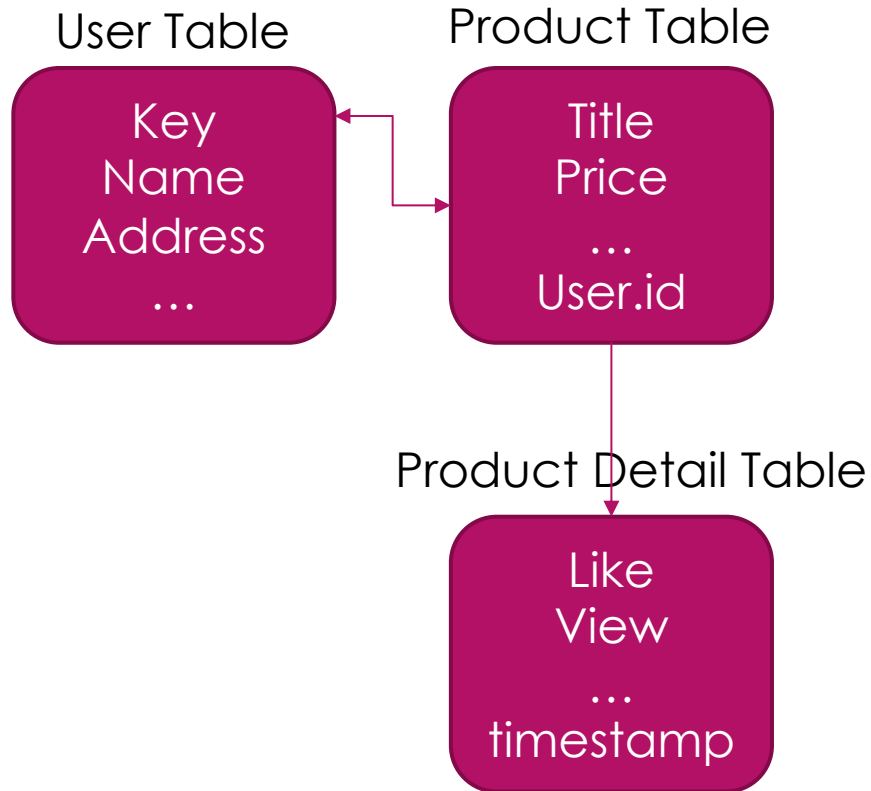 User Table
Key
Name
Address
…
Product Table
Title
Price
…
User.id
Product Detail Table
Like
View
…
timestamp